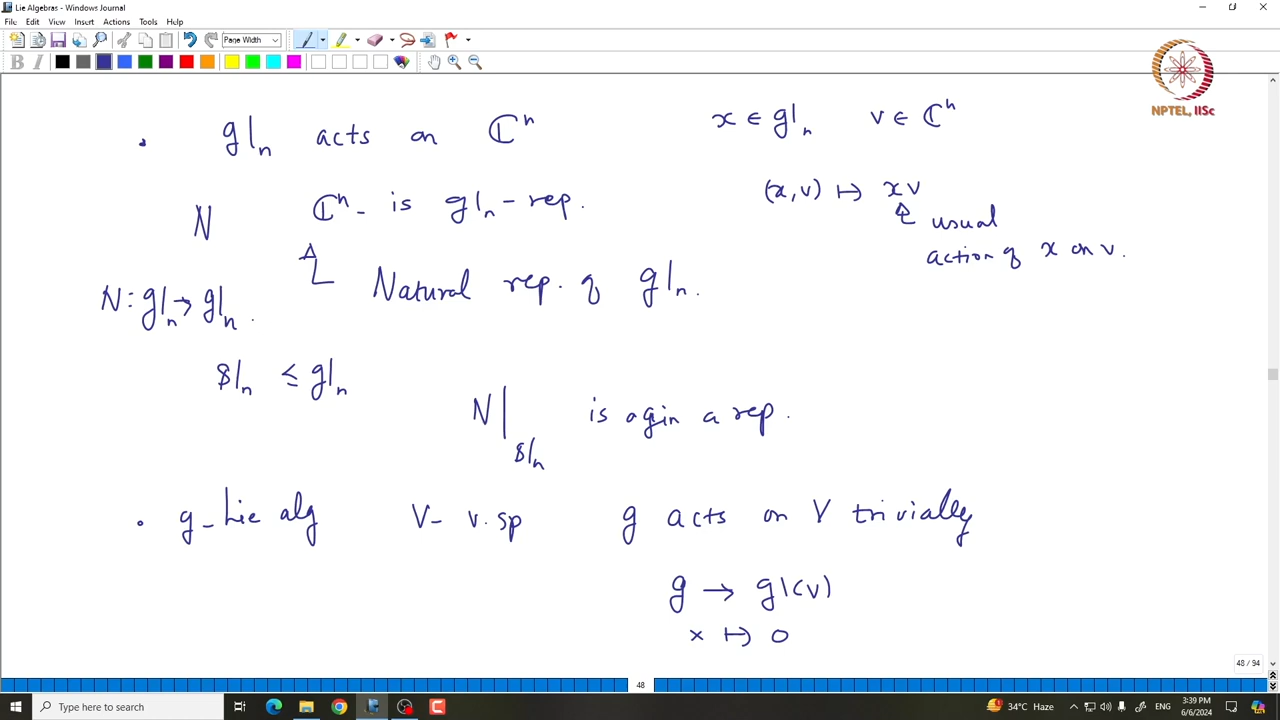 Lie Algebras - Windows Journal
File Edit View Insert Actions Tools Help
Page Width
B I
NPTEL, IISc
• gl_n acts on ℂ^n x ∈ gl_n v ∈ ℂ^n
(x,v) ↦ xv
N ℂ^n - is gl_n - rep.
usual
action of x on v.
Natural rep. of gl_n.
N: gl_n → gl_n.
sl_n ≤ gl_n
N|_{sl_n} is agin a rep.
• g - Lie alg V - v.sp g acts on V trivially
g → gl(V)
x ↦ 0
48 / 94
48
Type here to search
34°C Haze
3:39 PM
6/6/2024